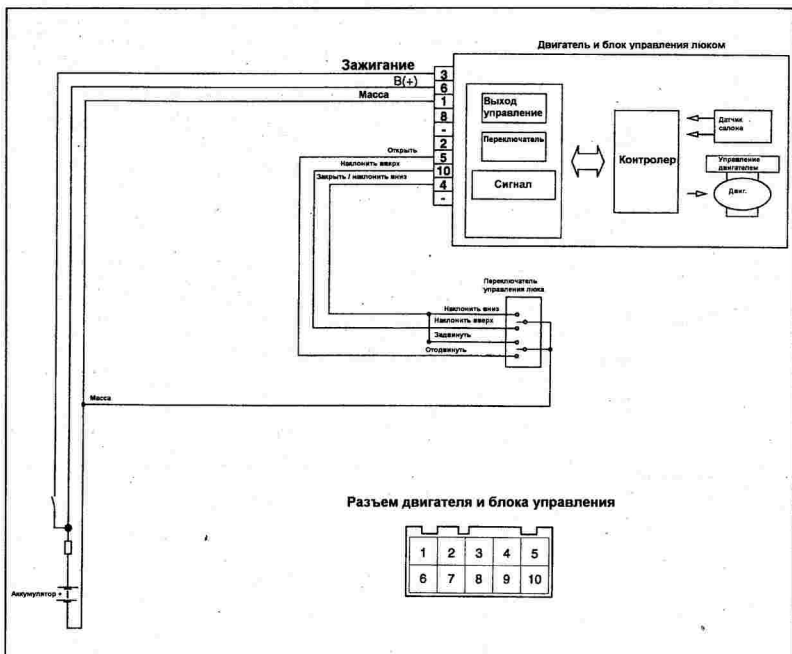 Двигатель и блок управления люком
Зажигание
B(+)
Масса
3
6
1
8
-
2
5
10
4
-
Открыть
Наклонить вверх
Закрыть / наклонить вниз
Выход
управление
Переключатель
Сигнал
Контролер
Датчик
салона
Управление
двигателем
Двиг.
Переключатель
управления люка
Наклонить вниз
Наклонить вверх
Задвинуть
Отодвинуть
Масса
Разъем двигателя и блока управления
1 2 3 4 5
6 7 8 9 10
Аккумулятор +